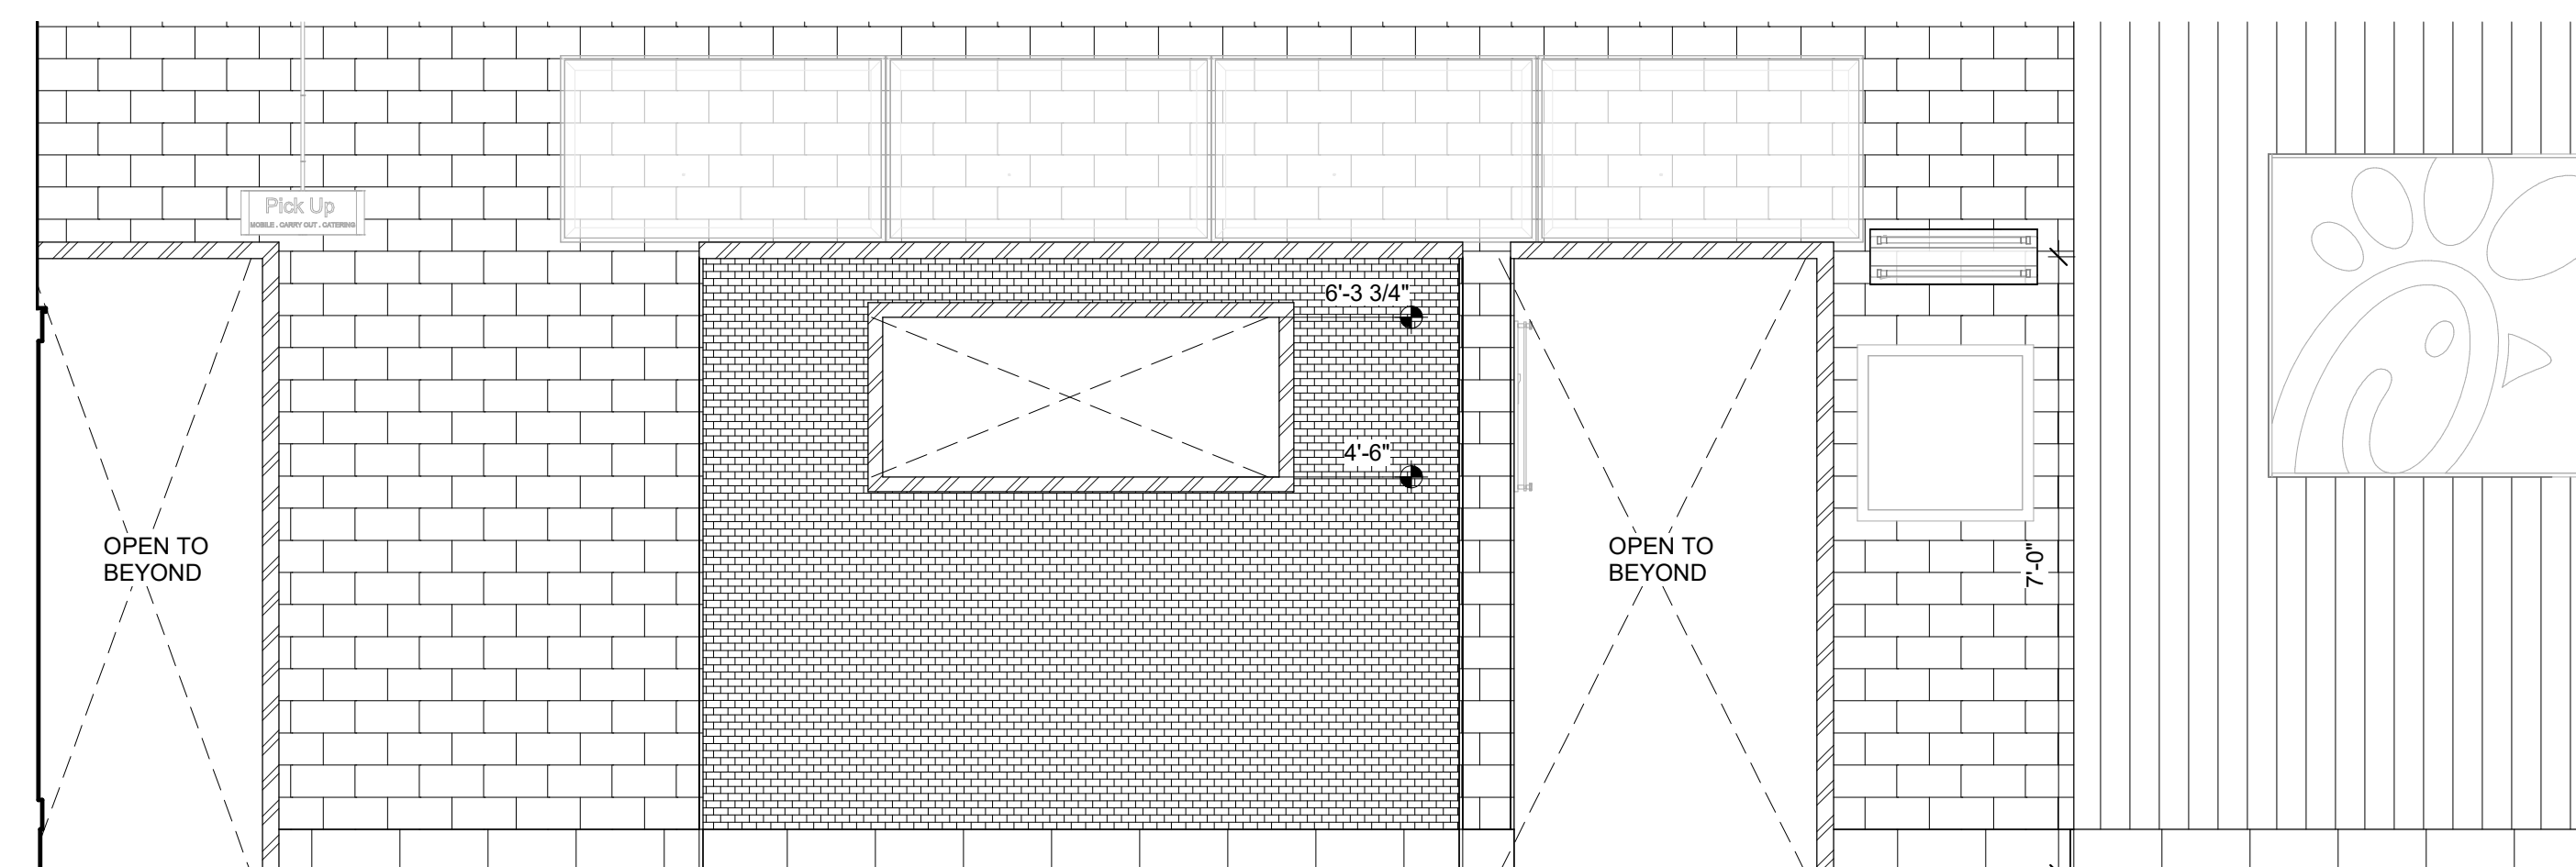 Pick Up
MOBILE . CARRY OUT . CATERING
6'-3 3/4"
4'-6"
OPEN TO
BEYOND
OPEN TO
BEYOND
7'-0"